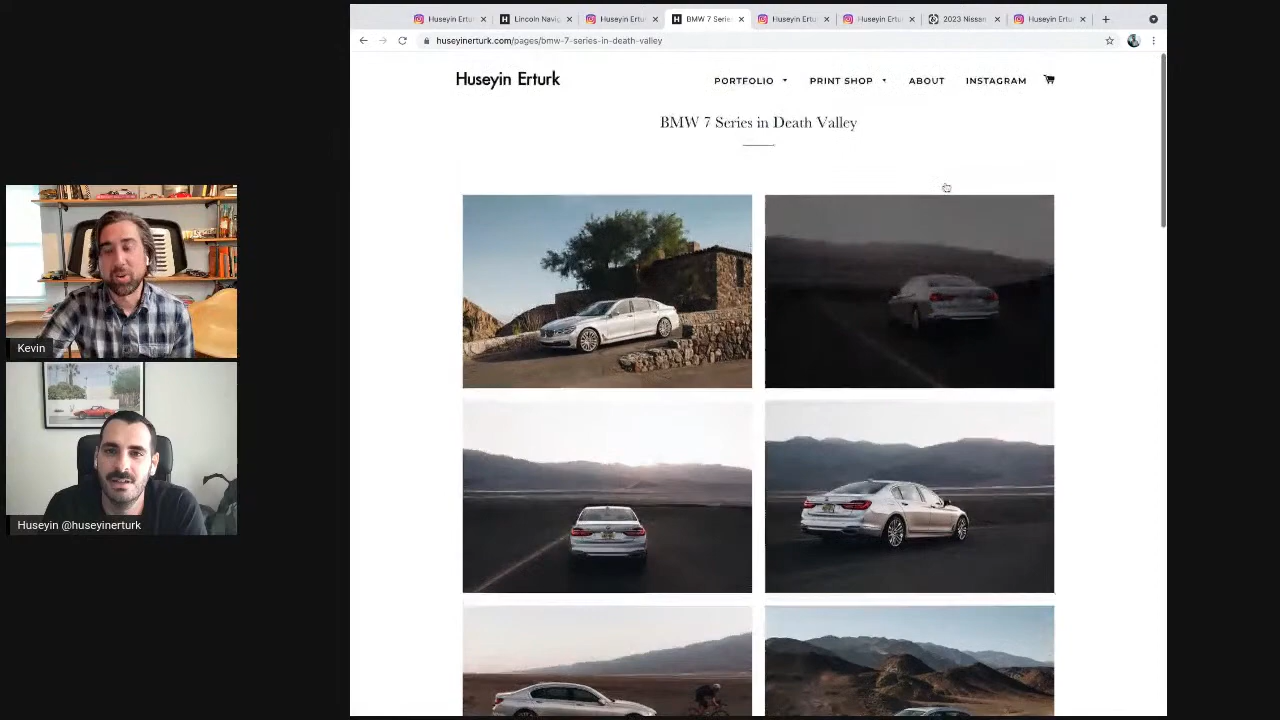 Huseyin Ertu
Lincoln Navig
Huseyin Ertu
BMW 7 Serie
Huseyin Ertu
Huseyin Ertu
2023 Nissan
Huseyin Ertu
huseyinerturk.com/pages/bmw-7-series-in-death-valley
Huseyin Erturk
PORTFOLIO
PRINT SHOP
ABOUT
INSTAGRAM
BMW 7 Series in Death Valley
Kevin
Huseyin @huseyinerturk